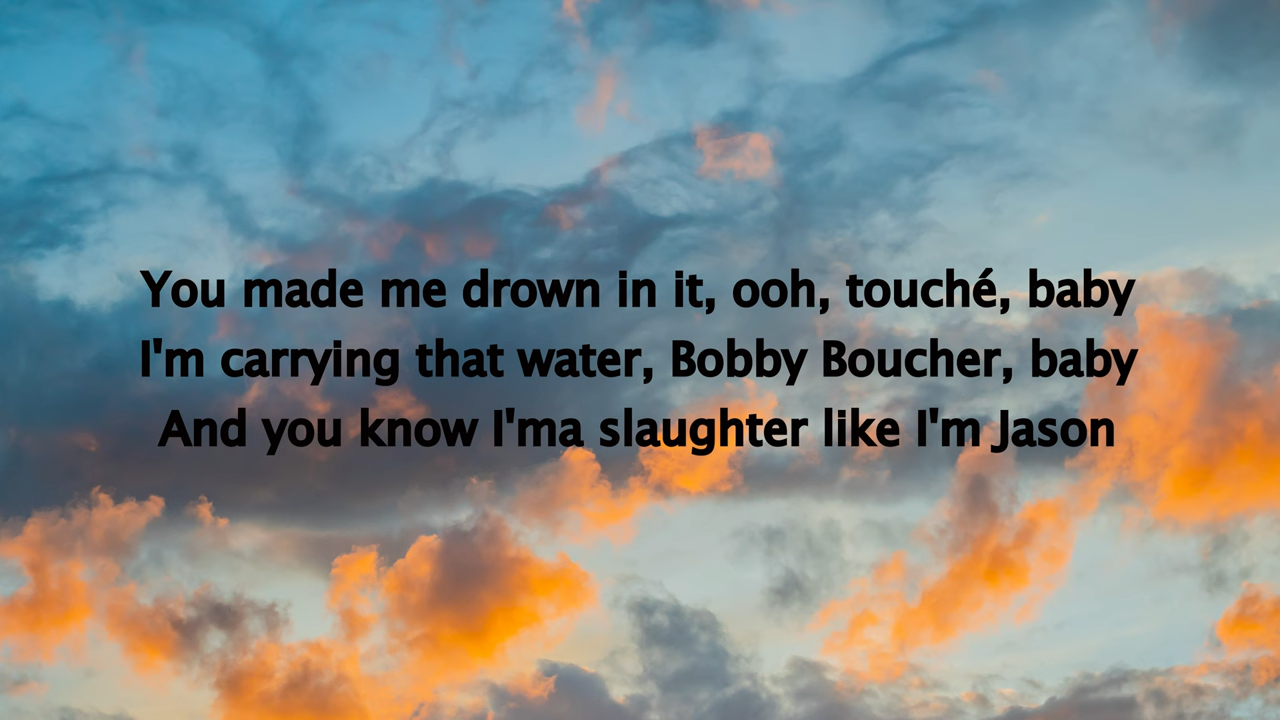 You made me drown in it, ooh, touché, baby
I'm carrying that water, Bobby Boucher, baby
And you know I'ma slaughter like I'm Jason